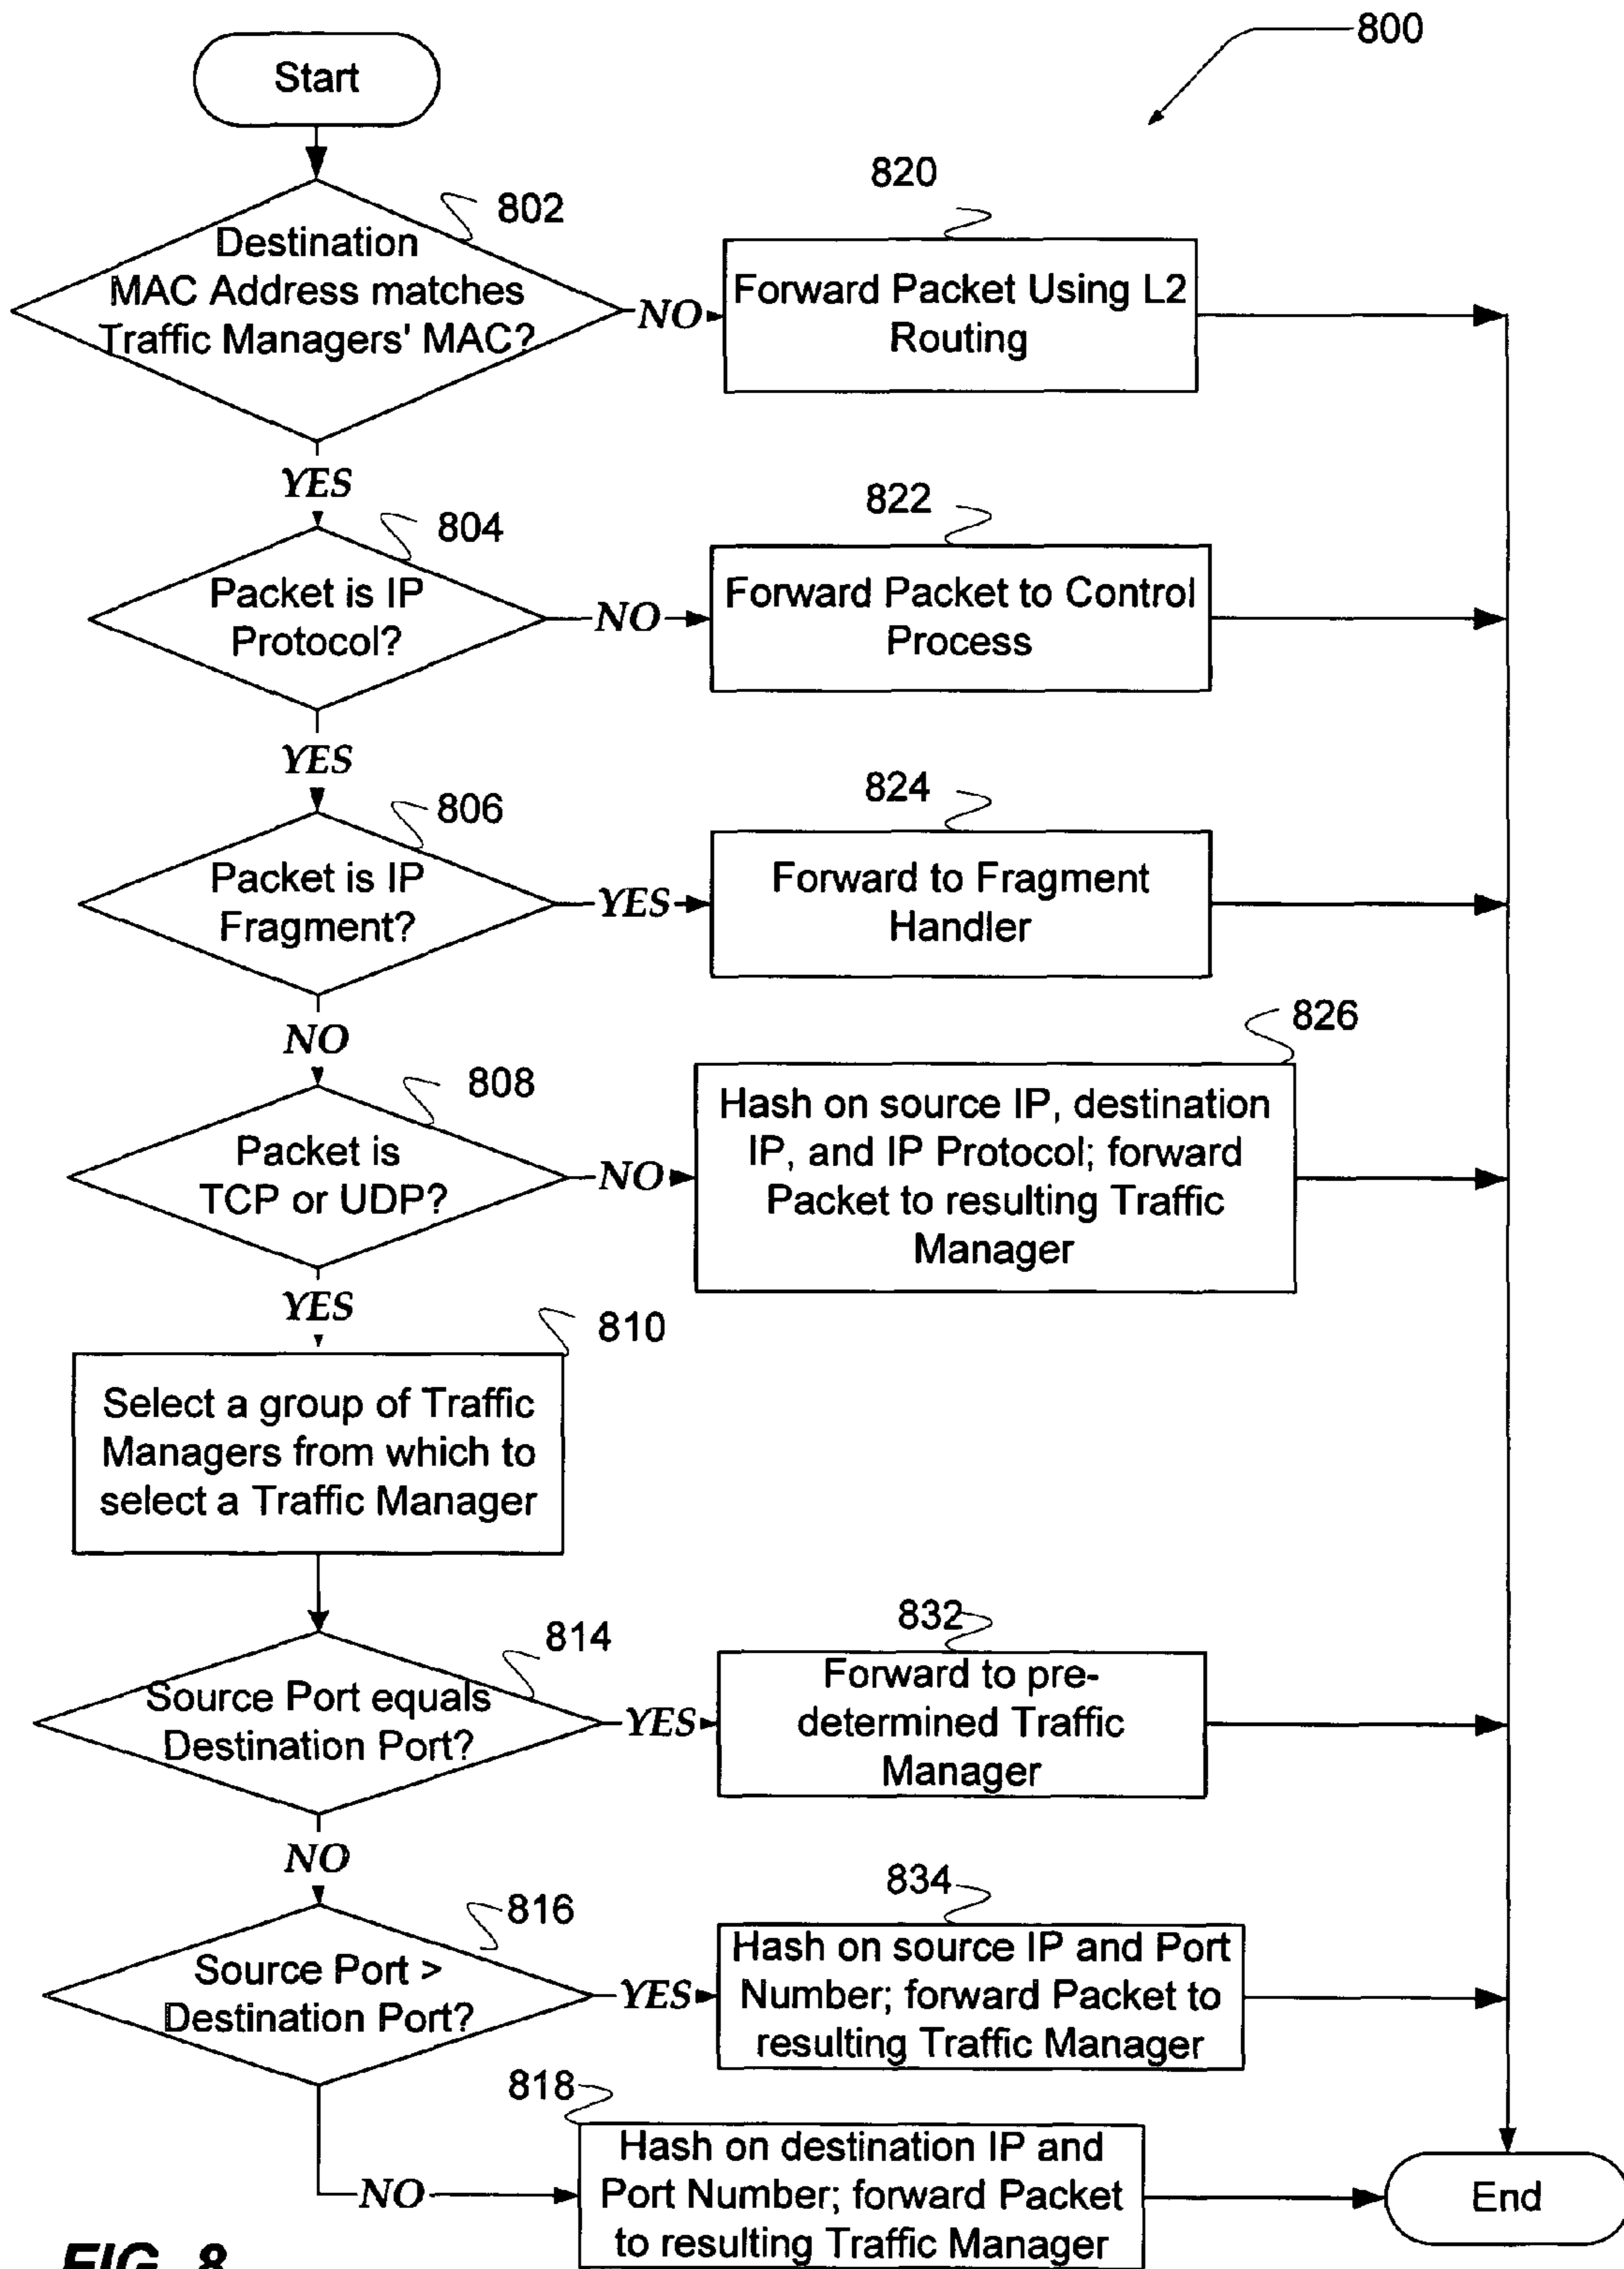 800
Start
802
Destination
MAC Address matches
Traffic Managers' MAC?
NO
820
Forward Packet Using L2
Routing
YES
804
Packet is IP
Protocol?
NO
822
Forward Packet to Control
Process
YES
806
Packet is IP
Fragment?
YES
824
Forward to Fragment
Handler
NO
808
Packet is
TCP or UDP?
NO
826
Hash on source IP, destination
IP, and IP Protocol; forward
Packet to resulting Traffic
Manager
YES
810
Select a group of Traffic
Managers from which to
select a Traffic Manager
814
Source Port equals
Destination Port?
YES
832
Forward to pre-
determined Traffic
Manager
NO
816
Source Port >
Destination Port?
YES
834
Hash on source IP and Port
Number; forward Packet to
resulting Traffic Manager
NO
818
Hash on destination IP and
Port Number; forward Packet
to resulting Traffic Manager
End
FIG. 8